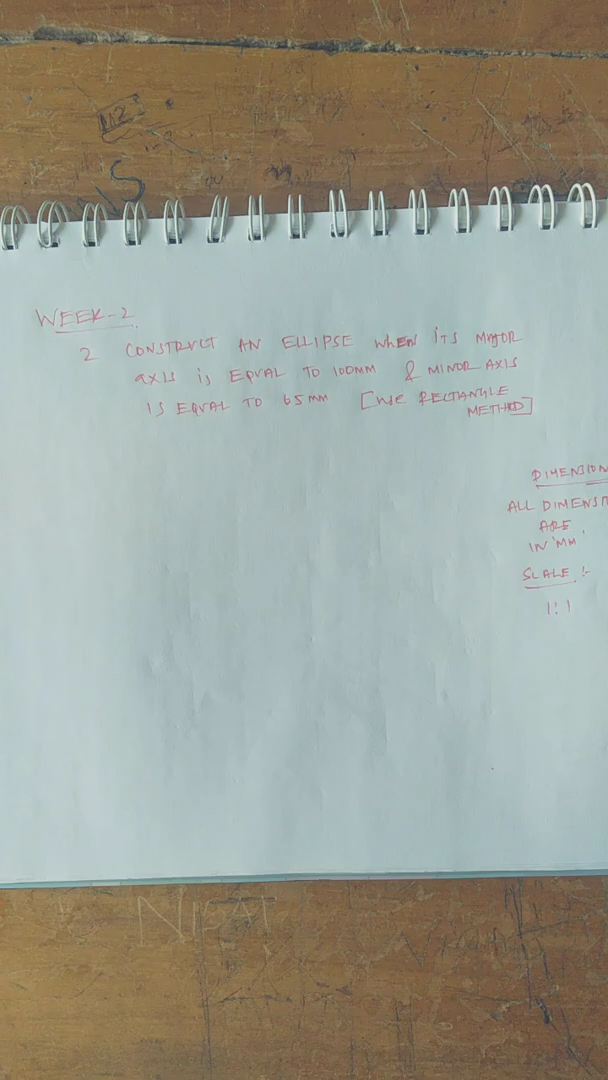 WEEK-2
2 CONSTRUCT AN ELLIPSE WHEN ITS MAJOR
AXIS IS EQUAL TO 100MM & MINOR AXIS
IS EQUAL TO 65MM [USE RECTANGLE
METHOD]
DIMENSION
ALL DIMENSI
ARE
IN 'MM'
SCALE :-
1:1